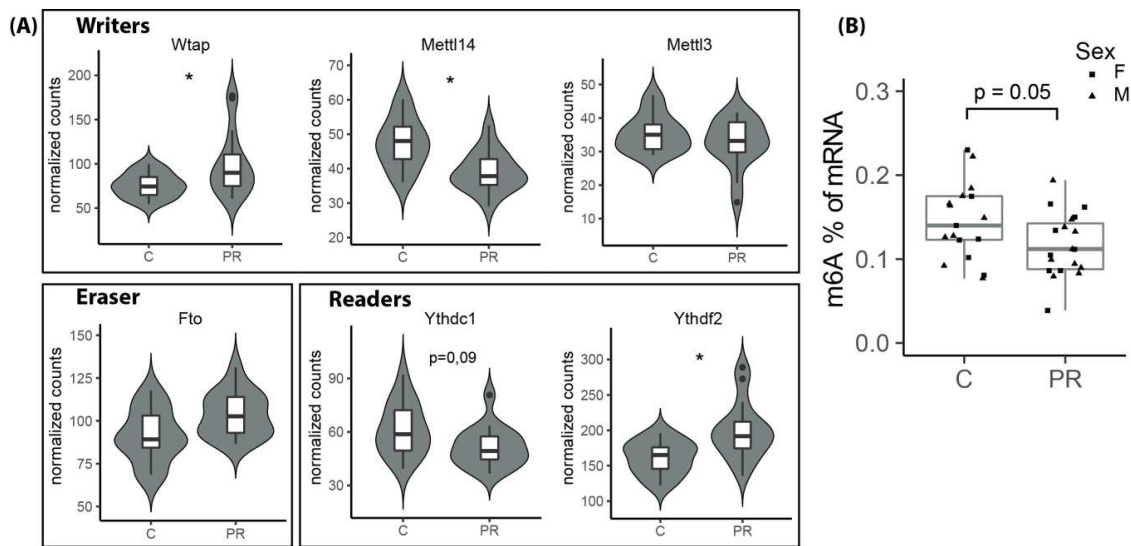 (A) Writers
Wtap
normalized counts
200
150
100
50
*
C PR
Mettl14
normalized counts
70
60
50
40
30
20
*
C PR
Mettl3
normalized counts
50
40
30
20
10
C PR
Eraser
Fto
normalized counts
150
125
100
75
50
C PR
Readers
Ythdc1
normalized counts
90
60
30
p=0,09
C PR
Ythdf2
normalized counts
300
250
200
150
100
*
C PR
(B)
Sex
F
M
m6A % of mRNA
0.3
0.2
0.1
0.0
p = 0.05
C PR